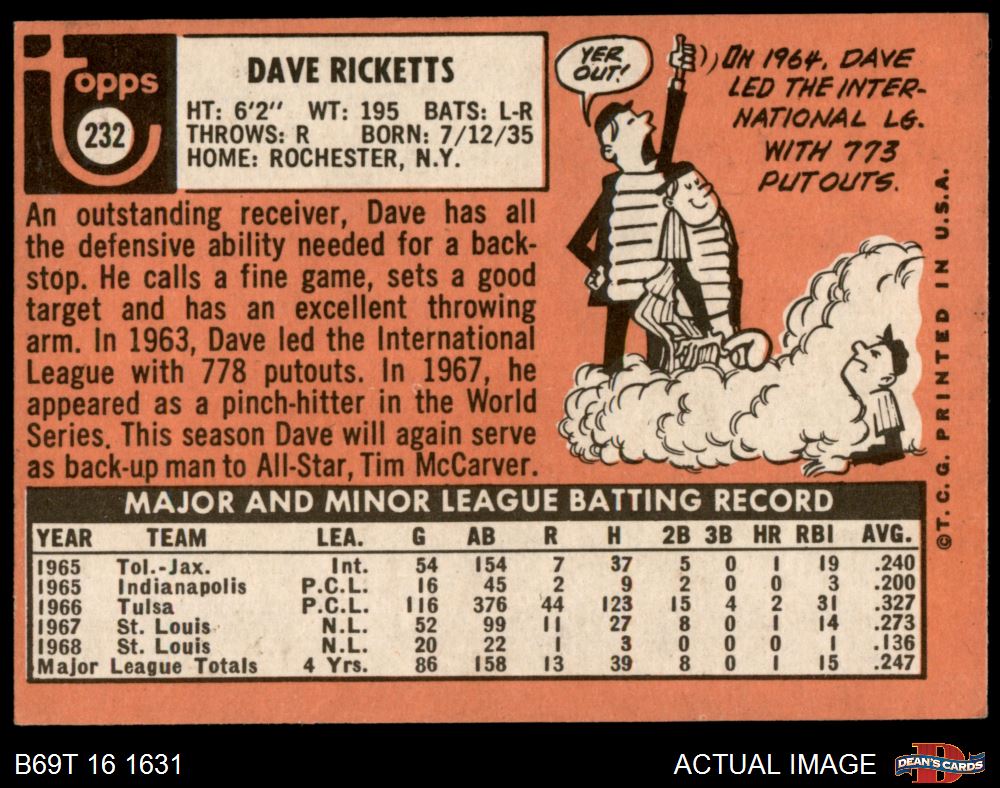 Topps
232
DAVE RICKETTS
HT: 6'2" WT: 195 BATS: L-R
THROWS: R BORN: 7/12/35
HOME: ROCHESTER, N.Y.
YER
OUT!
IN 1964, DAVE
LED THE INTER-
NATIONAL LG.
WITH 773
PUTOUTS.
An outstanding receiver, Dave has all
the defensive ability needed for a back-
stop. He calls a fine game, sets a good
target and has an excellent throwing
arm. In 1963, Dave led the International
League with 778 putouts. In 1967, he
appeared as a pinch-hitter in the World
Series. This season Dave will again serve
as back-up man to All-Star, Tim McCarver.
©T.C.G. PRINTED IN U.S.A.
MAJOR AND MINOR LEAGUE BATTING RECORD
YEAR TEAM LEA. G AB R H 2B 3B HR RBI AVG.
1965 Tol.-Jax. Int. 54 154 7 37 5 0 1 19 .240
1965 Indianapolis P.C.L. 16 45 2 9 2 0 0 3 .200
1966 Tulsa P.C.L. 116 376 44 123 15 4 2 31 .327
1967 St. Louis N.L. 52 99 11 27 8 0 1 14 .273
1968 St. Louis N.L. 20 22 1 3 0 0 0 1 .136
Major League Totals 4 Yrs. 86 158 13 39 8 0 1 15 .247
B69T 16 1631
ACTUAL IMAGE
DEAN'S CARDS